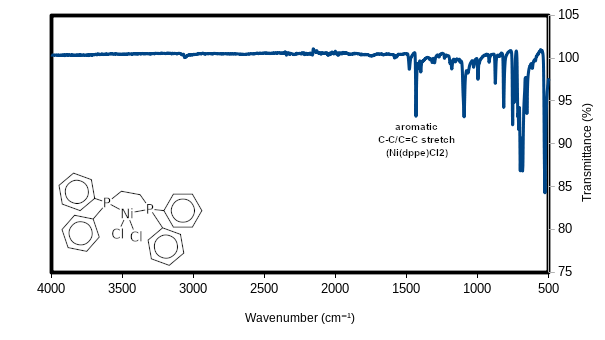 105
100
95
90
85
80
75
Transmittance (%)
aromatic
C-C/C=C stretch
(Ni(dppe)Cl2)
P P
Ni
Cl Cl
4000 3500 3000 2500 2000 1500 1000 500
Wavenumber (cm⁻¹)